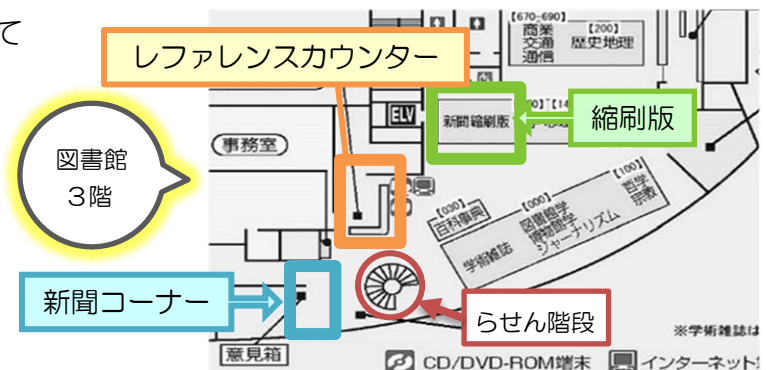 て
レファレンスカウンター
【670-690】
商業
交通
通信
【200】
歴史地理
ELV
新聞縮刷版
縮刷版
事務室
図書館
3階
【030】
百科事典
【000】
図書館学
博物館学
ジャーナリズム
【100】
哲学
宗教
学術雑誌
新聞コーナー
らせん階段
意見箱
※学術雑誌は
CD/DVD-ROM端末
インターネット